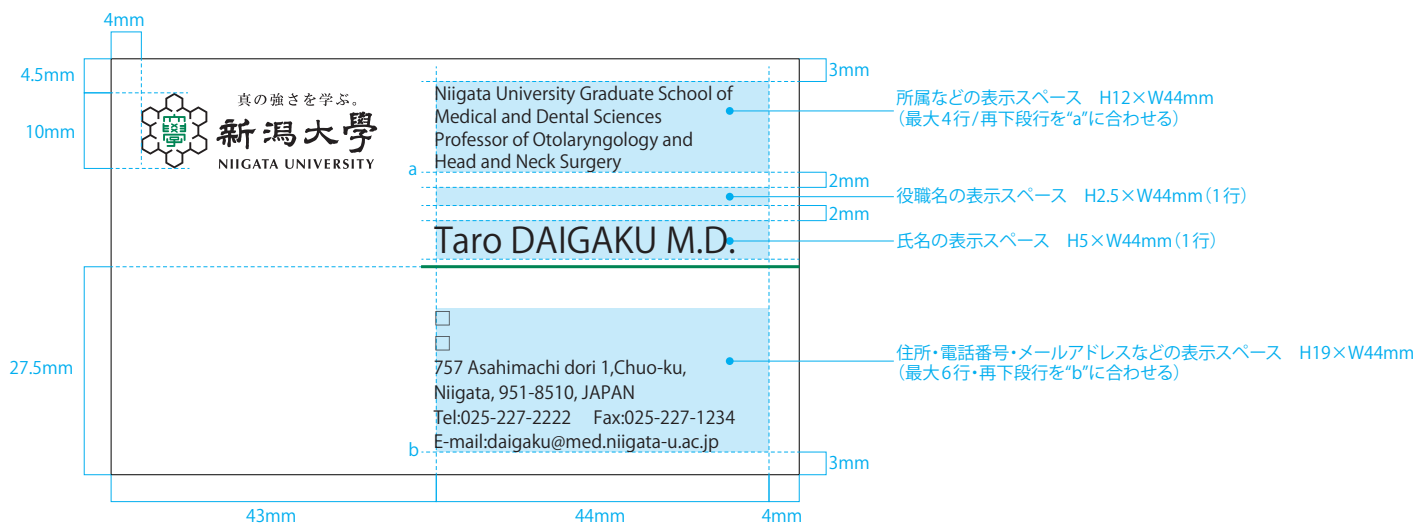 4mm
4.5mm
10mm
真の強さを学ぶ。
新潟大學
NIIGATA UNIVERSITY
Niigata University Graduate School of
Medical and Dental Sciences
Professor of Otolaryngology and
Head and Neck Surgery
a
3mm
所属などの表示スペース　H12×W44mm
（最大4行/再下段行を“a”に合わせる）
2mm
役職名の表示スペース　H2.5×W44mm（1行）
2mm
Taro DAIGAKU M.D.
氏名の表示スペース　H5×W44mm（1行）
27.5mm
□
□
757 Asahimachi dori 1,Chuo-ku,
Niigata, 951-8510, JAPAN
Tel:025-227-2222　Fax:025-227-1234
E-mail:daigaku@med.niigata-u.ac.jp
b
住所・電話番号・メールアドレスなどの表示スペース　H19×W44mm
（最大6行・再下段行を“b”に合わせる）
3mm
43mm
44mm
4mm